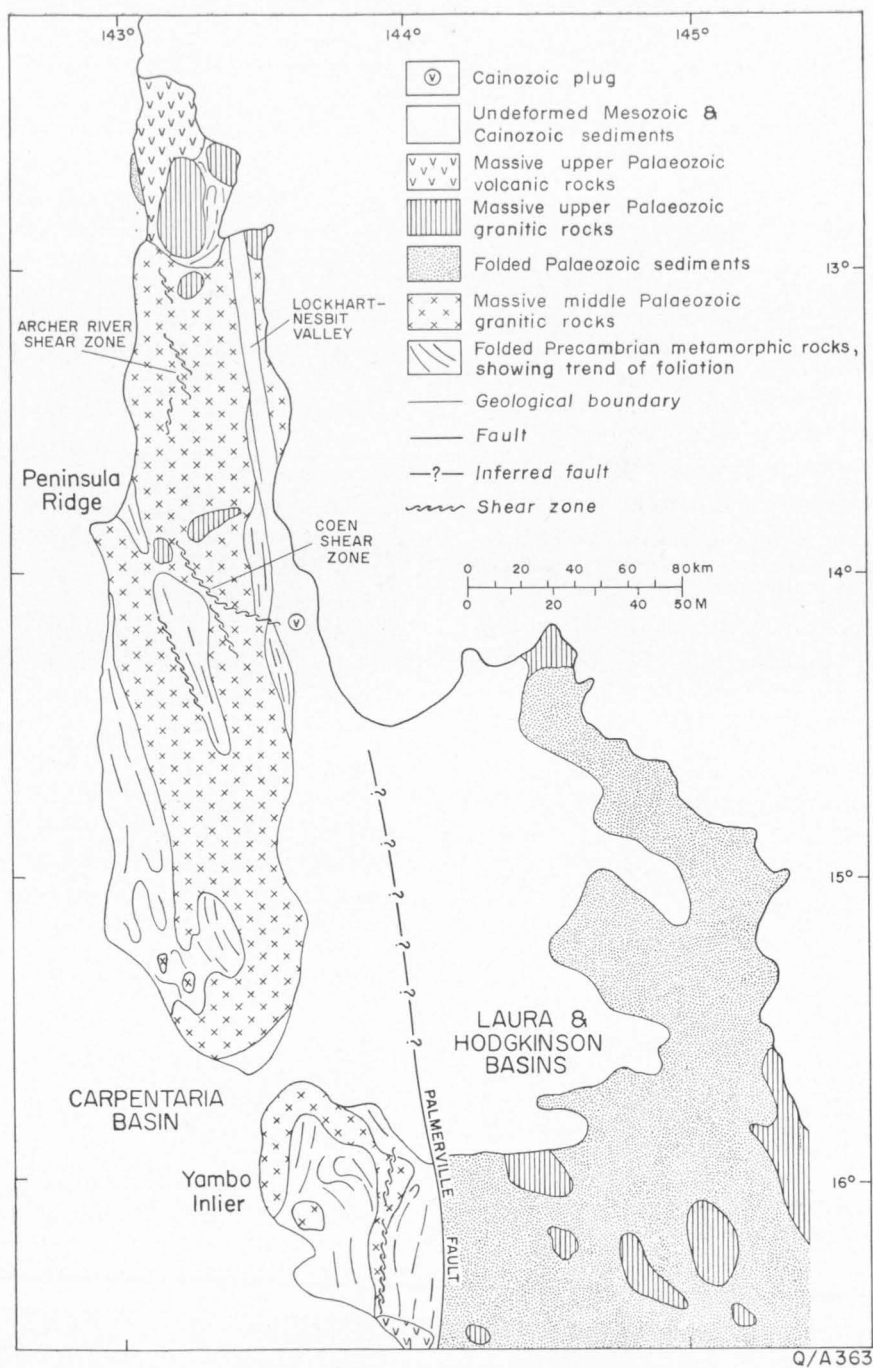 143°
144°
145°
Cainozoic plug
Undeformed Mesozoic &
Cainozoic sediments
Massive upper Palaeozoic
volcanic rocks
Massive upper Palaeozoic
granitic rocks
Folded Palaeozoic sediments
Massive middle Palaeozoic
granitic rocks
Folded Precambrian metamorphic rocks,
showing trend of foliation
Geological boundary
Fault
—?— Inferred fault
Shear zone
13°
LOCKHART-
NESBIT
VALLEY
ARCHER RIVER
SHEAR ZONE
Peninsula
Ridge
COEN
SHEAR
ZONE
0 20 40 60 80 km
0 20 40 50 M
14°
15°
?
?
?
?
?
?
LAURA &
HODGKINSON
BASINS
CARPENTARIA
BASIN
PALMERVILLE
FAULT
Yambo
Inlier
16°
Q/A363